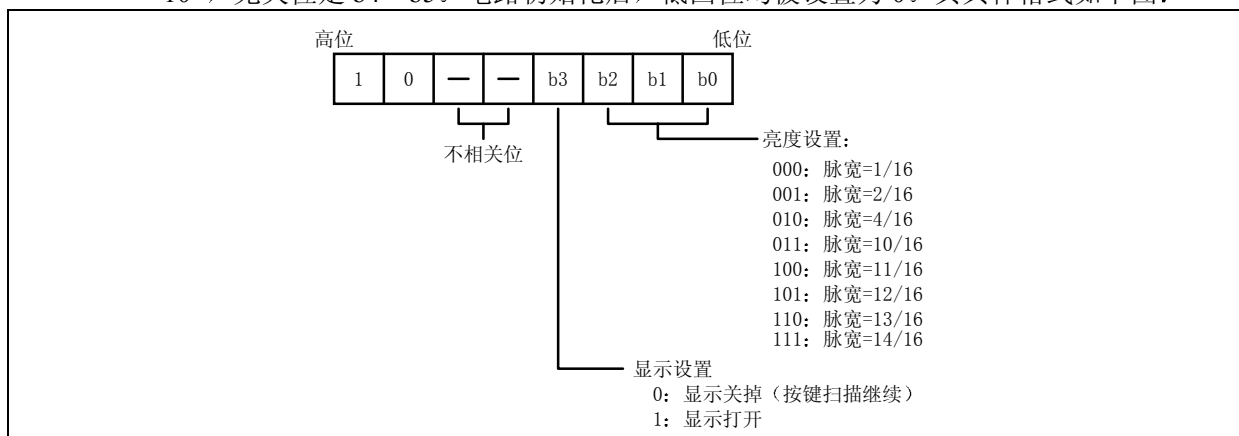 高位 低位
1 0 — — b3 b2 b1 b0
不相关位
亮度设置:
000: 脉宽=1/16
001: 脉宽=2/16
010: 脉宽=4/16
011: 脉宽=10/16
100: 脉宽=11/16
101: 脉宽=12/16
110: 脉宽=13/16
111: 脉宽=14/16
显示设置
0: 显示关掉(按键扫描继续)
1: 显示打开